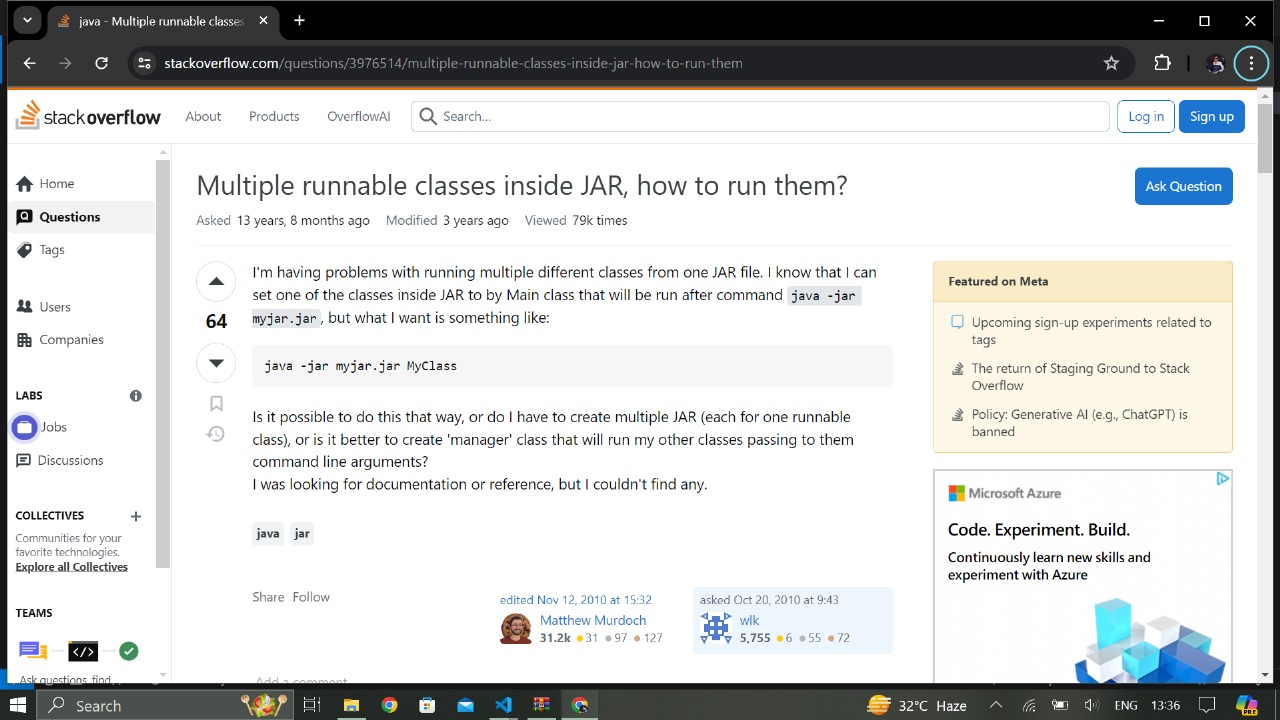 java - Multiple runnable classes
stackoverflow.com/questions/3976514/multiple-runnable-classes-inside-jar-how-to-run-them
stackoverflow
About
Products
OverflowAI
Search...
Log in
Sign up
Home
Questions
Tags
Users
Companies
LABS
Jobs
Discussions
COLLECTIVES
Communities for your
favorite technologies.
Explore all Collectives
TEAMS
Ask questions, find
Multiple runnable classes inside JAR, how to run them?
Ask Question
Asked 13 years, 8 months ago Modified 3 years ago Viewed 79k times
64
I'm having problems with running multiple different classes from one JAR file. I know that I can
set one of the classes inside JAR to by Main class that will be run after command java -jar
myjar.jar, but what I want is something like:
java -jar myjar.jar MyClass
Is it possible to do this that way, or do I have to create multiple JAR (each for one runnable
class), or is it better to create 'manager' class that will run my other classes passing to them
command line arguments?
I was looking for documentation or reference, but I couldn't find any.
java jar
Share Follow
edited Nov 12, 2010 at 15:32
Matthew Murdoch
31.2k 31 97 127
asked Oct 20, 2010 at 9:43
wlk
5,755 6 55 72
Add a comment
Featured on Meta
Upcoming sign-up experiments related to
tags
The return of Staging Ground to Stack
Overflow
Policy: Generative AI (e.g., ChatGPT) is
banned
Microsoft Azure
Code. Experiment. Build.
Continuously learn new skills and
experiment with Azure
Search
32°C Haze
ENG
13:36
PRE